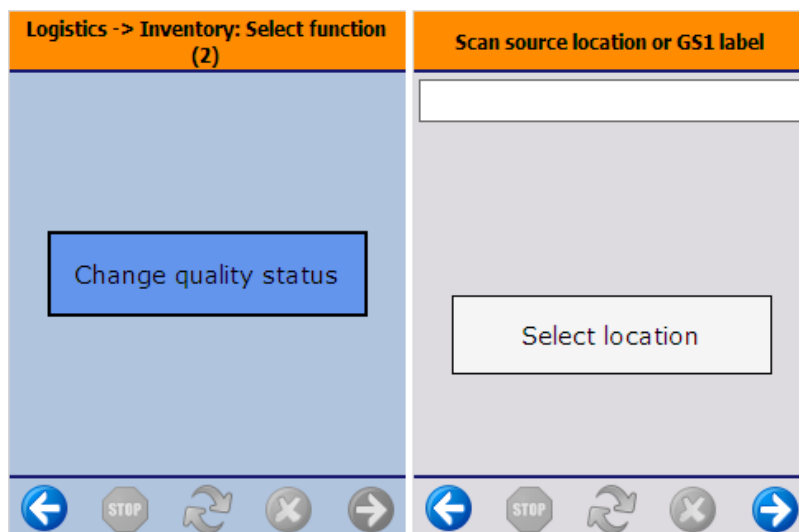 Logistics -> Inventory: Select function
(2)
Change quality status
STOP
Scan source location or GS1 label
Select location
STOP